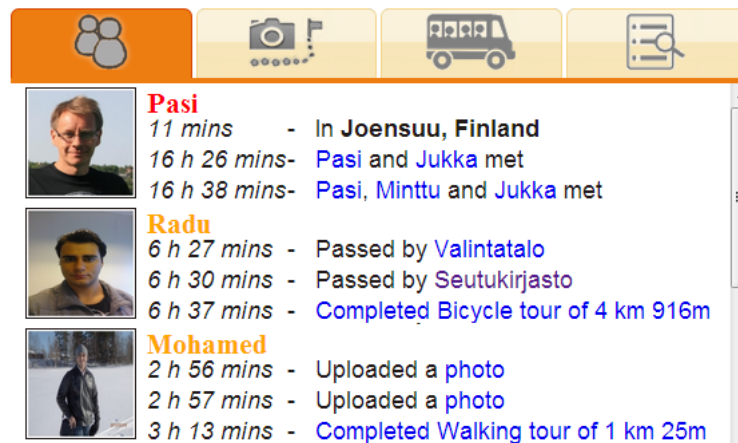 Pasi
11 mins - In Joensuu, Finland
16 h 26 mins- Pasi and Jukka met
16 h 38 mins- Pasi, Minttu and Jukka met
Radu
6 h 27 mins - Passed by Valintatalo
6 h 30 mins - Passed by Seutukirjasto
6 h 37 mins - Completed Bicycle tour of 4 km 916m
Mohamed
2 h 56 mins - Uploaded a photo
2 h 57 mins - Uploaded a photo
3 h 13 mins - Completed Walking tour of 1 km 25m